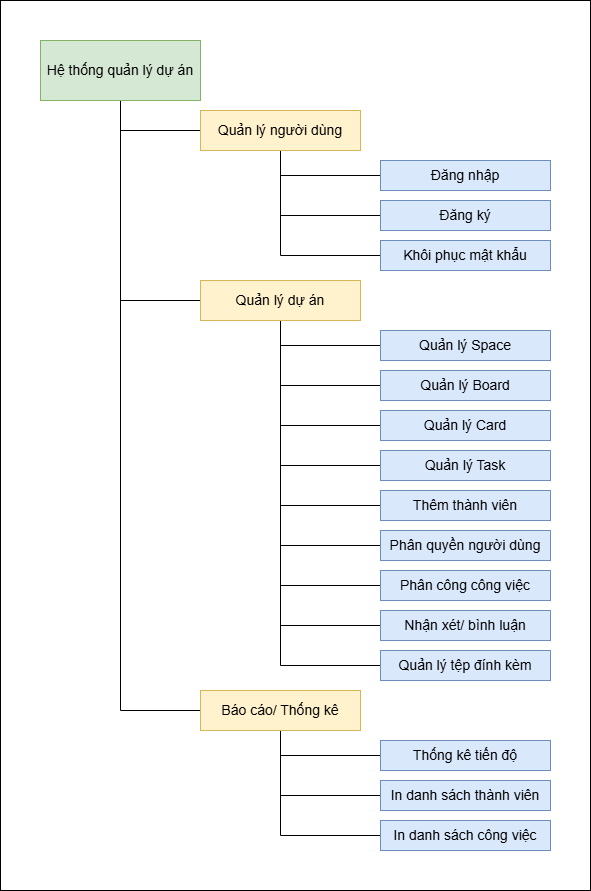 Hệ thống quản lý dự án
Quản lý người dùng
Đăng nhập
Đăng ký
Khôi phục mật khẩu
Quản lý dự án
Quản lý Space
Quản lý Board
Quản lý Card
Quản lý Task
Thêm thành viên
Phân quyền người dùng
Phân công công việc
Nhận xét/ bình luận
Quản lý tệp đính kèm
Báo cáo/ Thống kê
Thống kê tiến độ
In danh sách thành viên
In danh sách công việc